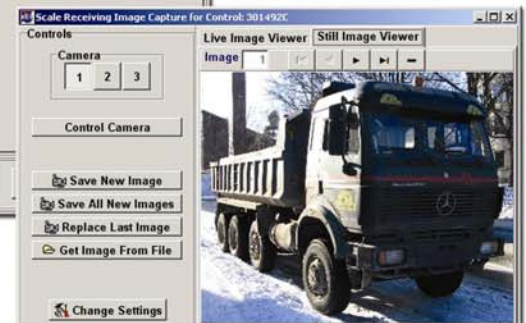 Scale Receiving Image Capture for Control: 301492C
Controls
Camera
1 2 3
Control Camera
Save New Image
Save All New Images
Replace Last Image
Get Image From File
Change Settings
Live Image Viewer Still Image Viewer
Image 1